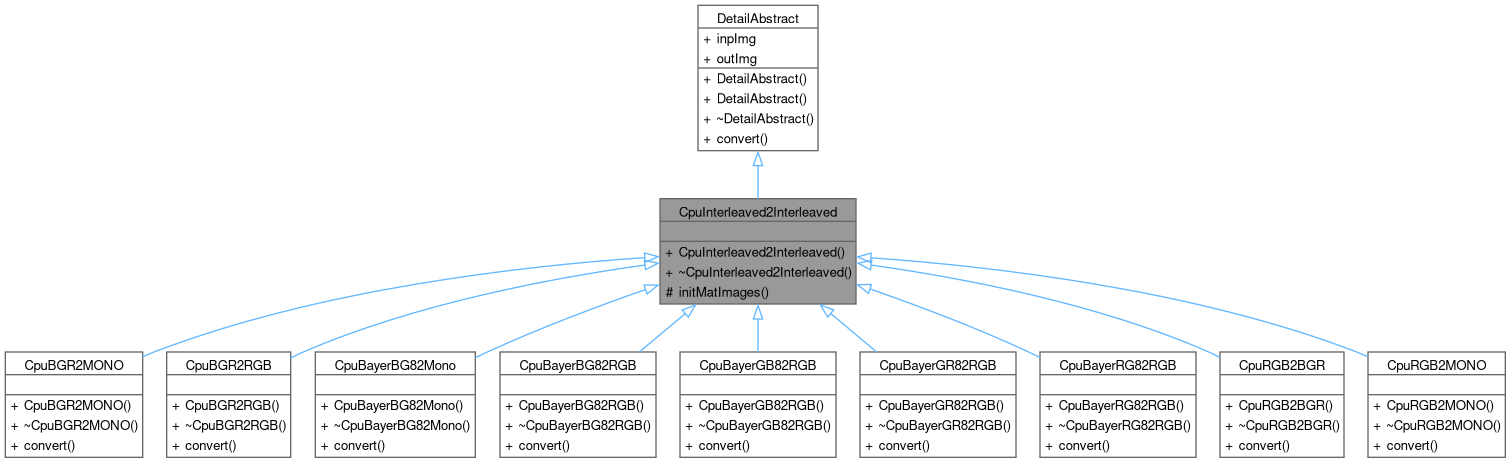 DetailAbstract
+ inpImg
+ outImg
+ DetailAbstract()
+ DetailAbstract()
+ ~DetailAbstract()
+ convert()
CpuInterleaved2Interleaved
+ CpuInterleaved2Interleaved()
+ ~CpuInterleaved2Interleaved()
# initMatImages()
CpuBGR2MONO
+ CpuBGR2MONO()
+ ~CpuBGR2MONO()
+ convert()
CpuBGR2RGB
+ CpuBGR2RGB()
+ ~CpuBGR2RGB()
+ convert()
CpuBayerBG82Mono
+ CpuBayerBG82Mono()
+ ~CpuBayerBG82Mono()
+ convert()
CpuBayerBG82RGB
+ CpuBayerBG82RGB()
+ ~CpuBayerBG82RGB()
+ convert()
CpuBayerGB82RGB
+ CpuBayerGB82RGB()
+ ~CpuBayerGB82RGB()
+ convert()
CpuBayerGR82RGB
+ CpuBayerGR82RGB()
+ ~CpuBayerGR82RGB()
+ convert()
CpuBayerRG82RGB
+ CpuBayerRG82RGB()
+ ~CpuBayerRG82RGB()
+ convert()
CpuRGB2BGR
+ CpuRGB2BGR()
+ ~CpuRGB2BGR()
+ convert()
CpuRGB2MONO
+ CpuRGB2MONO()
+ ~CpuRGB2MONO()
+ convert()